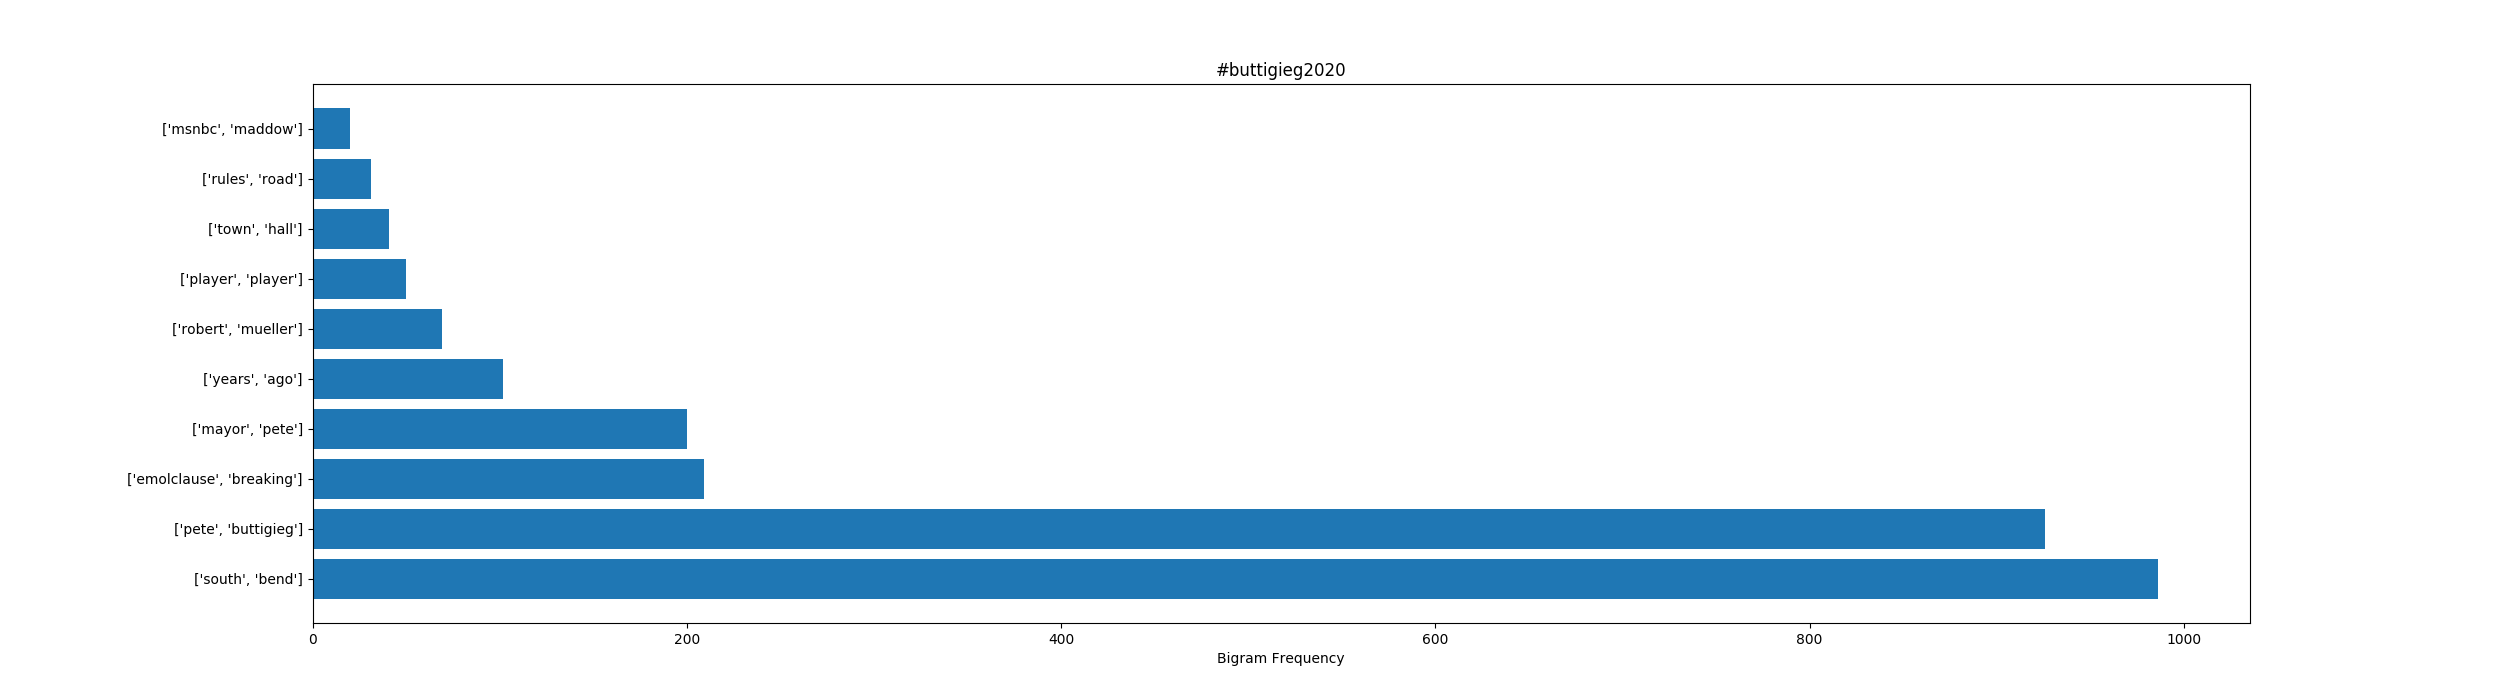 #buttigieg2020
['msnbc', 'maddow']
['rules', 'road']
['town', 'hall']
['player', 'player']
['robert', 'mueller']
['years', 'ago']
['mayor', 'pete']
['emolclause', 'breaking']
['pete', 'buttigieg']
['south', 'bend']
0 200 400 600 800 1000
Bigram Frequency